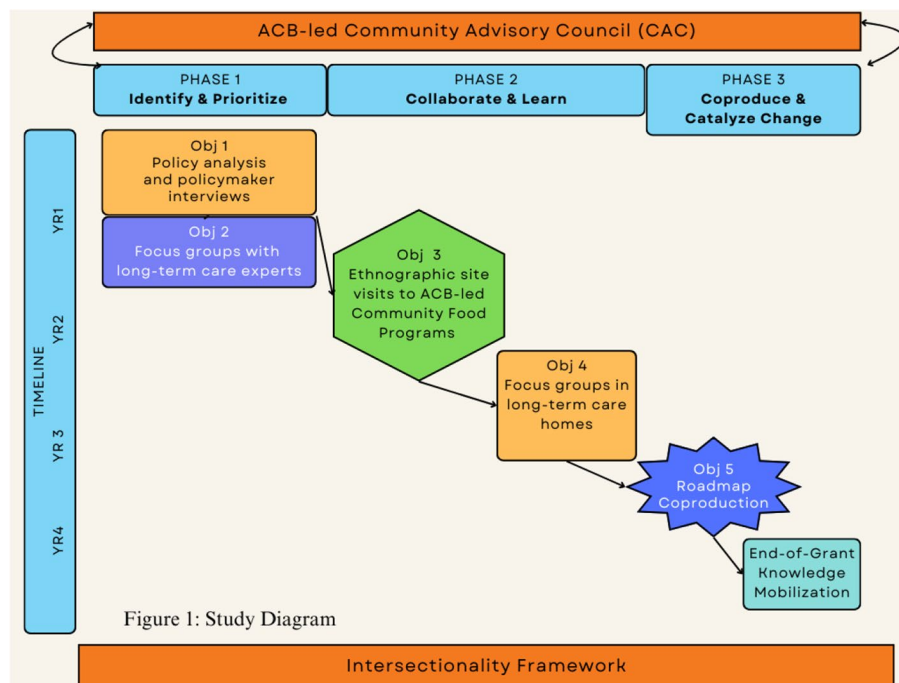 ACB-led Community Advisory Council (CAC)
PHASE 1
Identify & Prioritize
PHASE 2
Collaborate & Learn
PHASE 3
Coproduce &
Catalyze Change
TIMELINE
YR1
YR2
YR 3
YR4
Obj 1
Policy analysis
and policymaker
interviews
Obj 2
Focus groups with
long-term care experts
Obj 3
Ethnographic site
visits to ACB-led
Community Food
Programs
Obj 4
Focus groups in
long-term care
homes
Obj 5
Roadmap
Coproduction
End-of-Grant
Knowledge
Mobilization
Figure 1: Study Diagram
Intersectionality Framework